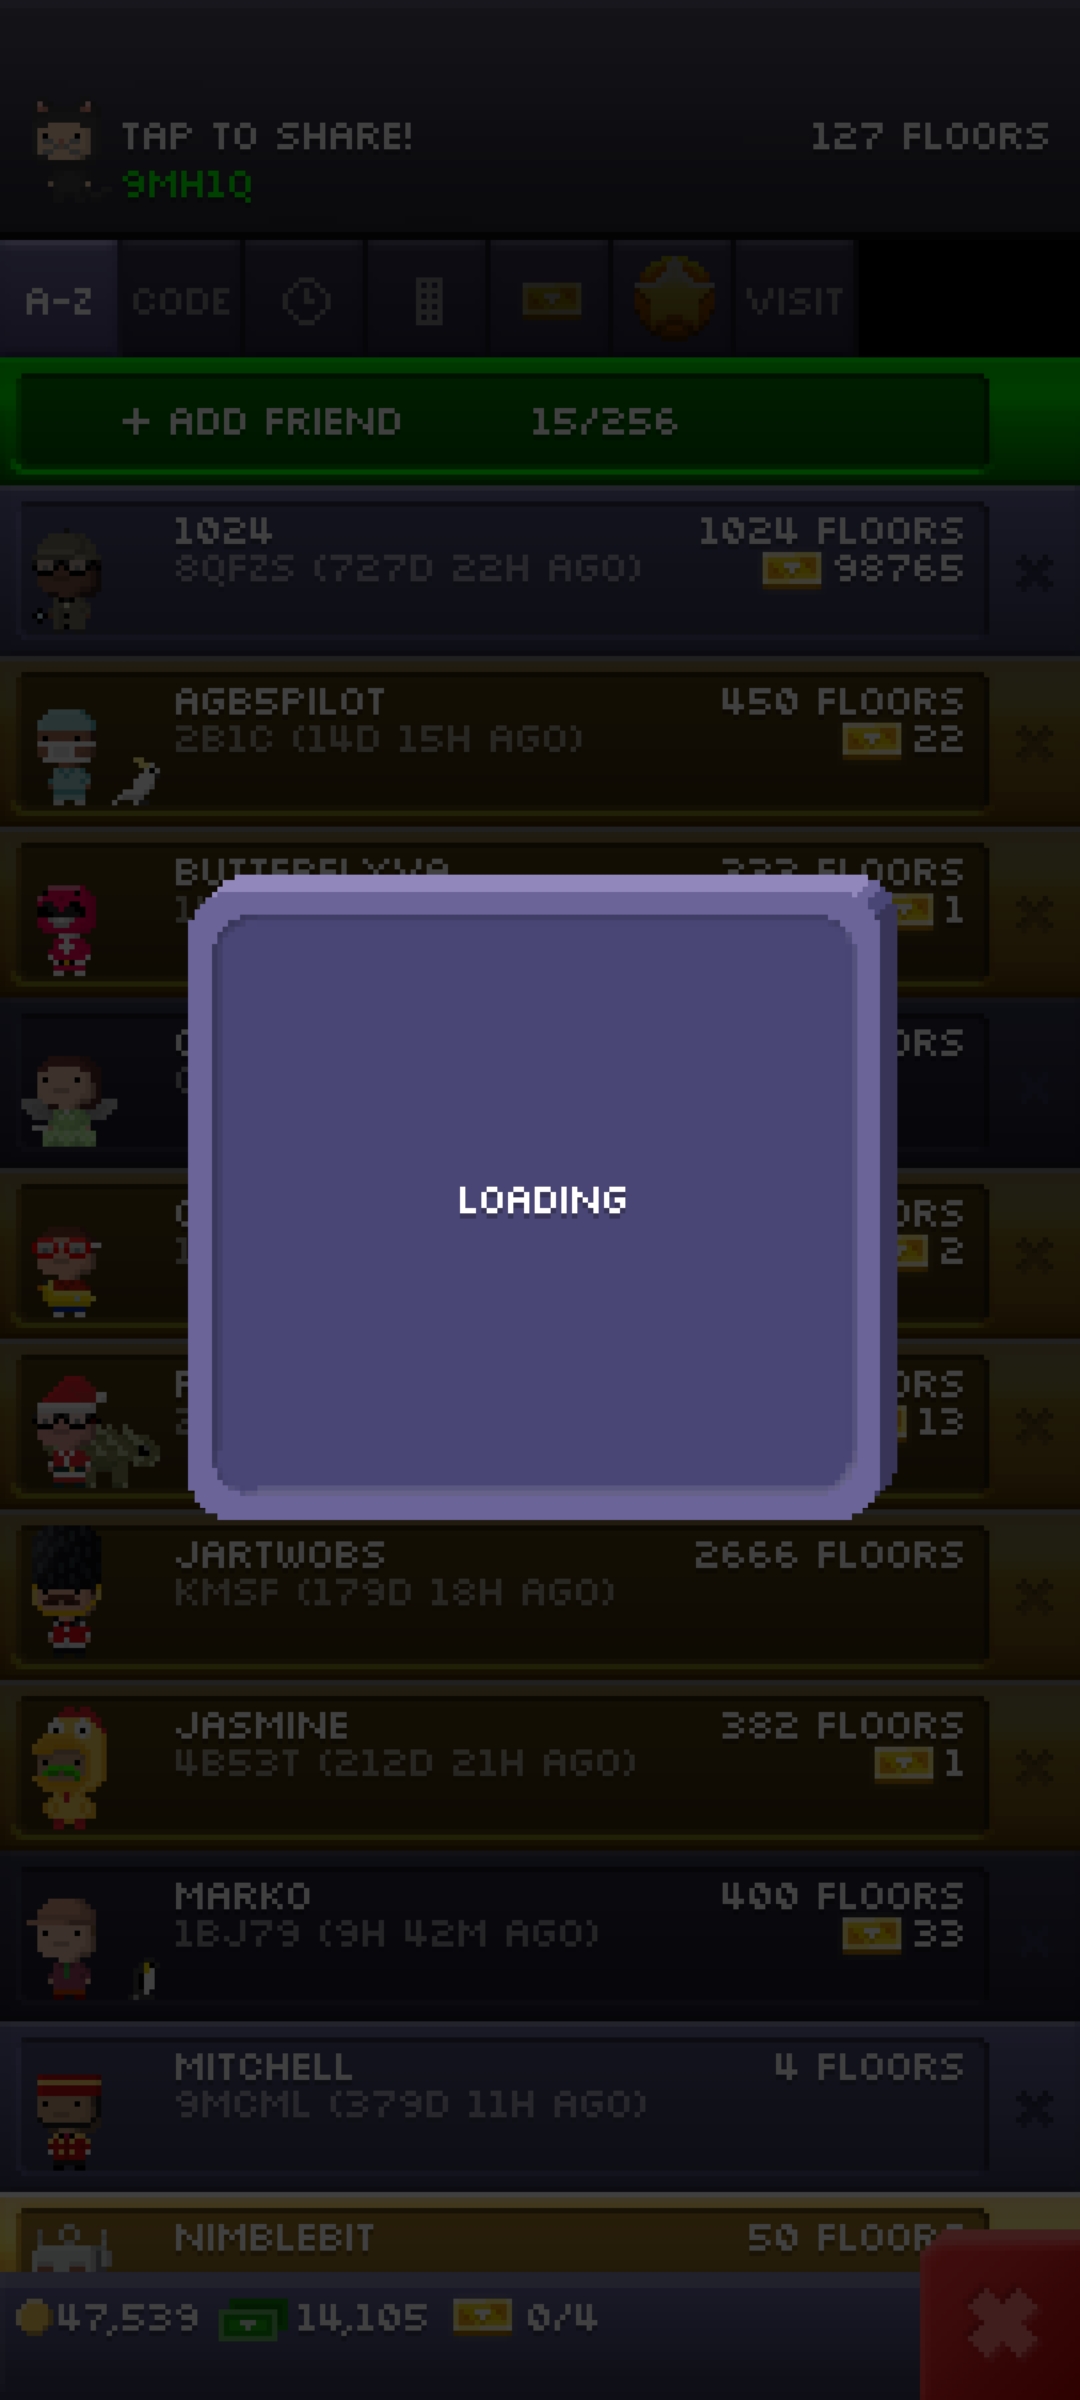 TAP TO SHARE!
127 FLOORS
9MH1Q
A-Z CODE VISIT
+ ADD FRIEND 15/256
1024 1024 FLOORS
8QFZS (727D 22H AGO) 98765
AGB5PILOT 450 FLOORS
2B1C (14D 15H AGO) 22
FLOORS
1
2
13
LOADING
JARTWOBS 2666 FLOORS
KMSF (179D 18H AGO)
JASMINE 382 FLOORS
4B53T (212D 21H AGO) 1
MARKO 400 FLOORS
1BJ79 (9H 42M AGO) 33
MITCHELL 4 FLOORS
9MCML (379D 11H AGO)
NIMBLEBIT 50 FLOORS
47,539 14,105 0/4